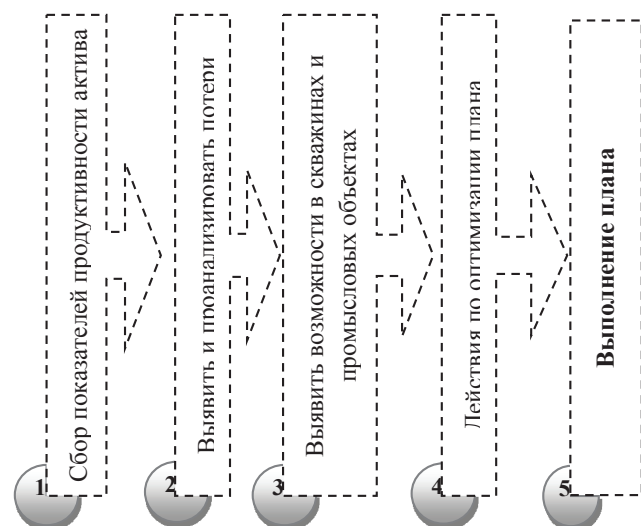 1
Сбор показателей продуктивности актива
2
Выявить и проанализировать потери
3
Выявить возможности в скважинах и
промысловых объектах
4
Действия по оптимизации плана
5
Выполнение плана